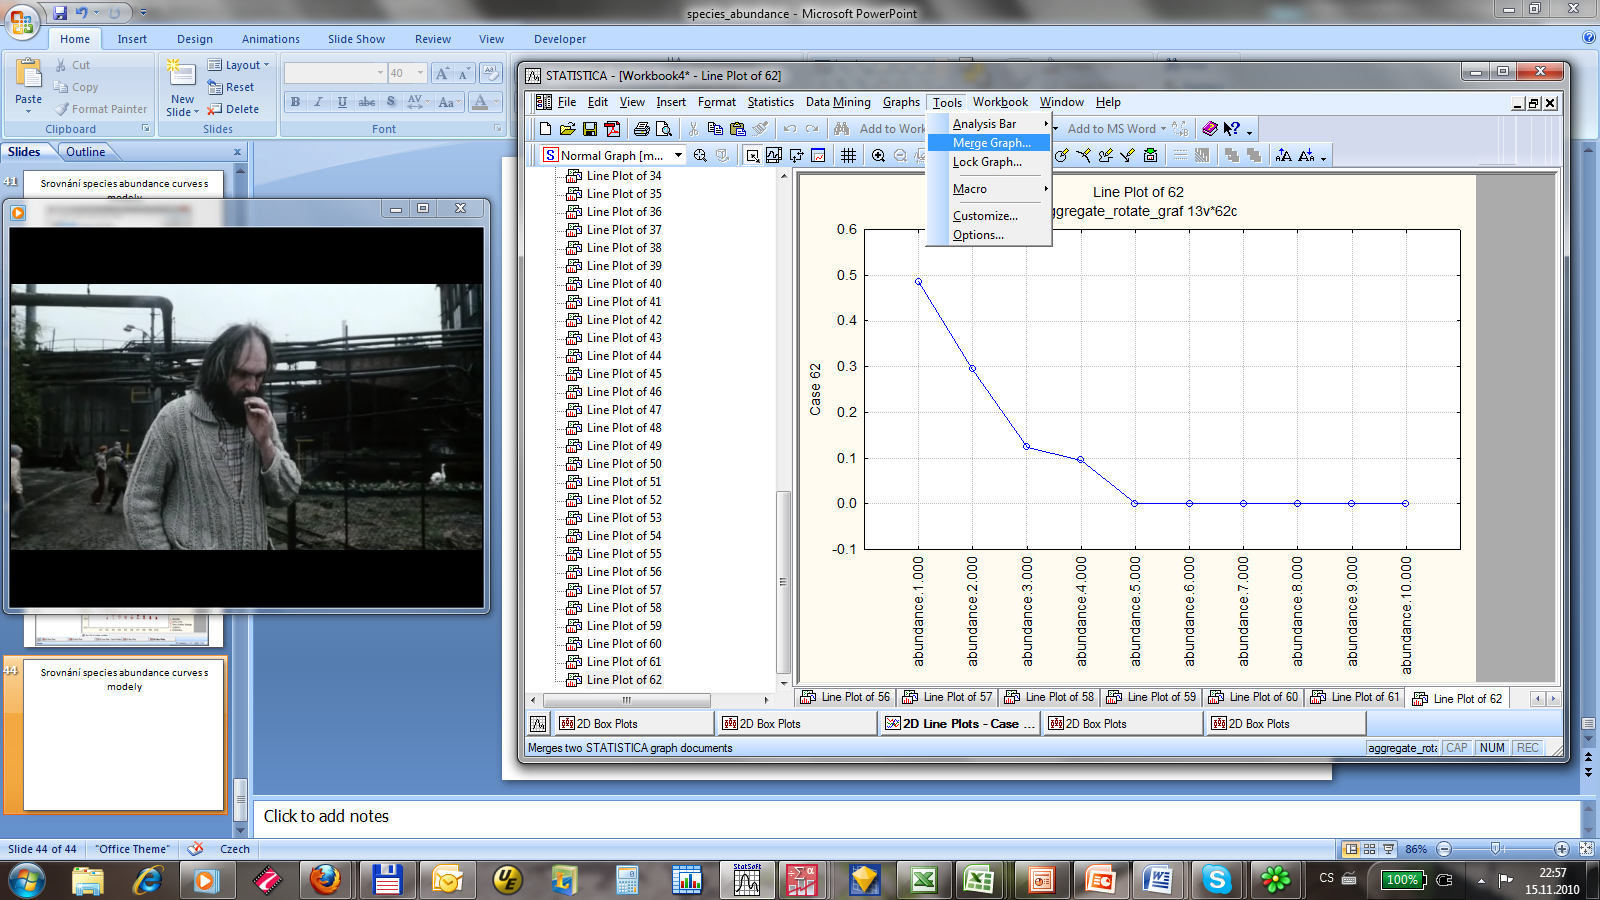 species_abundance - Microsoft PowerPoint
Home Insert Design Animations Slide Show Review View Developer
Paste
Cut
Copy
Format Painter
Clipboard
New Slide
Layout
Reset
Delete
Slides
40
B I U abc S AV Aa A
Font
Slides Outline x
41
Srovnání species abundance curves s
modely
44
Srovnání species abundance curves s
modely
STATISTICA - [Workbook4* - Line Plot of 62]
File Edit View Insert Format Statistics Data Mining Graphs Tools Workbook Window Help
Add to Work
Add to MS Word
Normal Graph [m...
Analysis Bar
Merge Graph...
Lock Graph...
Macro
Customize...
Options...
Line Plot of 34
Line Plot of 35
Line Plot of 36
Line Plot of 37
Line Plot of 38
Line Plot of 39
Line Plot of 40
Line Plot of 41
Line Plot of 42
Line Plot of 43
Line Plot of 44
Line Plot of 45
Line Plot of 46
Line Plot of 47
Line Plot of 48
Line Plot of 49
Line Plot of 50
Line Plot of 51
Line Plot of 52
Line Plot of 53
Line Plot of 54
Line Plot of 55
Line Plot of 56
Line Plot of 57
Line Plot of 58
Line Plot of 59
Line Plot of 60
Line Plot of 61
Line Plot of 62
Line Plot of 62
ggregate_rotate_graf 13v*62c
Case 62
0.6
0.5
0.4
0.3
0.2
0.1
0.0
-0.1
abundance.1.000
abundance.2.000
abundance.3.000
abundance.4.000
abundance.5.000
abundance.6.000
abundance.7.000
abundance.8.000
abundance.9.000
abundance.10.000
Line Plot of 56 Line Plot of 57 Line Plot of 58 Line Plot of 59 Line Plot of 60 Line Plot of 61 Line Plot of 62
2D Box Plots 2D Box Plots 2D Line Plots - Case ... 2D Box Plots 2D Box Plots
Merges two STATISTICA graph documents
aggregate_rota CAP NUM REC
Click to add notes
Slide 44 of 44 "Office Theme" Czech 86%
StatSoft
CS 100% 22:57
15.11.2010